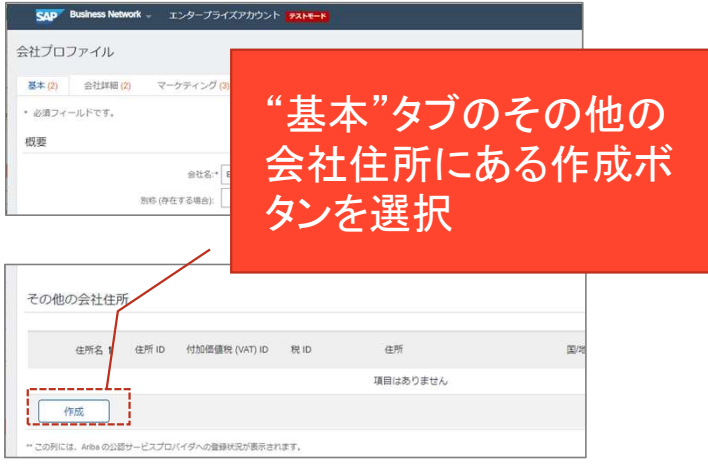 SAP Business Network エンタープライズアカウント テストモード
会社プロファイル
基本 (2) 会社詳細 (2) マーケティング (3)
* 必須フィールドです。
概要
会社名:*
別称 (存在する場合):
“基本”タブのその他の
会社住所にある作成ボ
タンを選択
その他の会社住所
住所名 ↑ 住所 ID 付加価値税 (VAT) ID 税 ID 住所 国/地
項目はありません
作成
** この列には、Ariba の公認サービスプロバイダへの登録状況が表示されます。